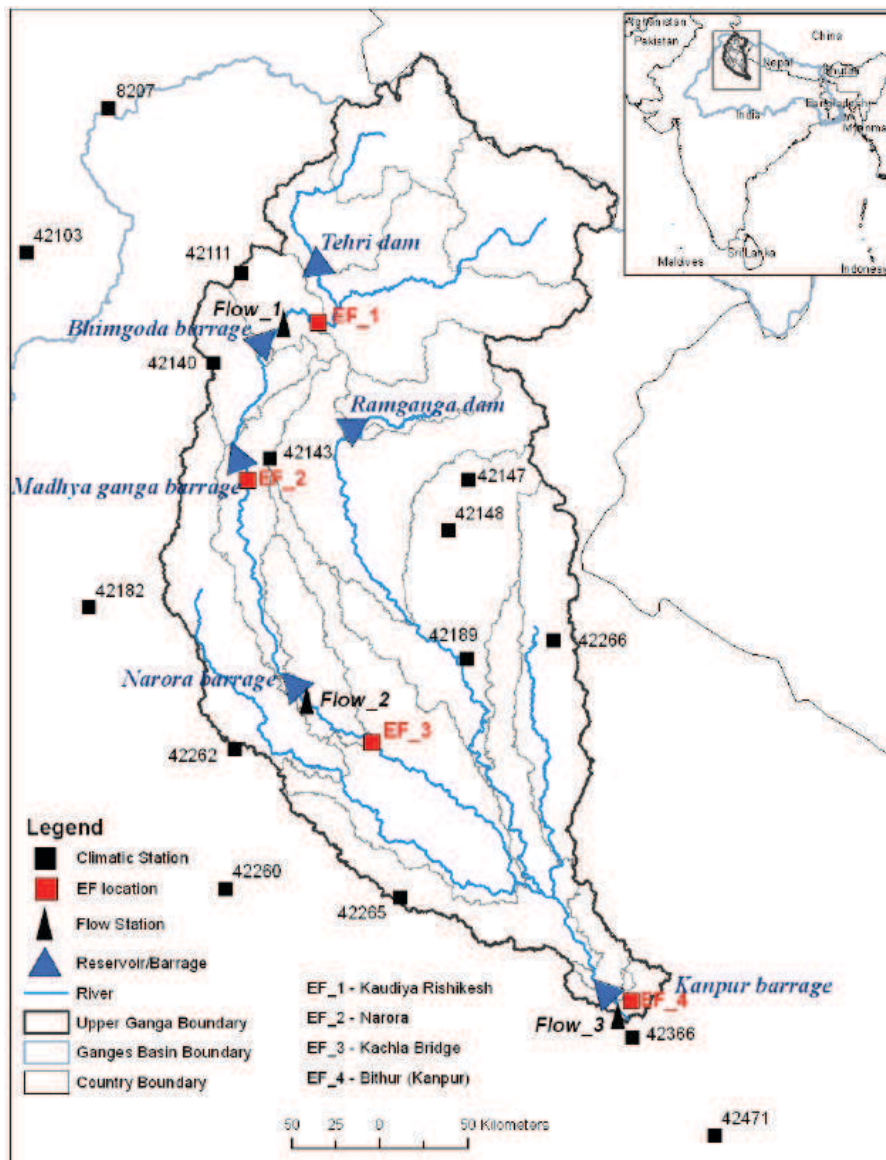 Afghanistan
China
Pakistan
Nepal
Bhutan
Bangladesh
India
Myanmar
SriLanka
Maldives
Indonesia
8207
42103
42111
Tehri dam
Flow_1
EF_1
Bhimgoda barrage
42140
Ramganga dam
42143
42147
Madhya ganga barrage
EF_2
42148
42182
42189
42266
Narora barrage
Flow_2
EF_3
42262
Legend
Climatic Station
EF location
Flow Station
Reservoir/Barrage
River
Upper Ganga Boundary
Ganges Basin Boundary
Country Boundary
42260
42265
EF_1 - Kaudiya Rishikesh
EF_2 - Narora
EF_3 - Kachla Bridge
EF_4 - Bithur (Kanpur)
Kanpur barrage
EF_4
Flow_3
42366
42471
50 25 0 50 Kilometers